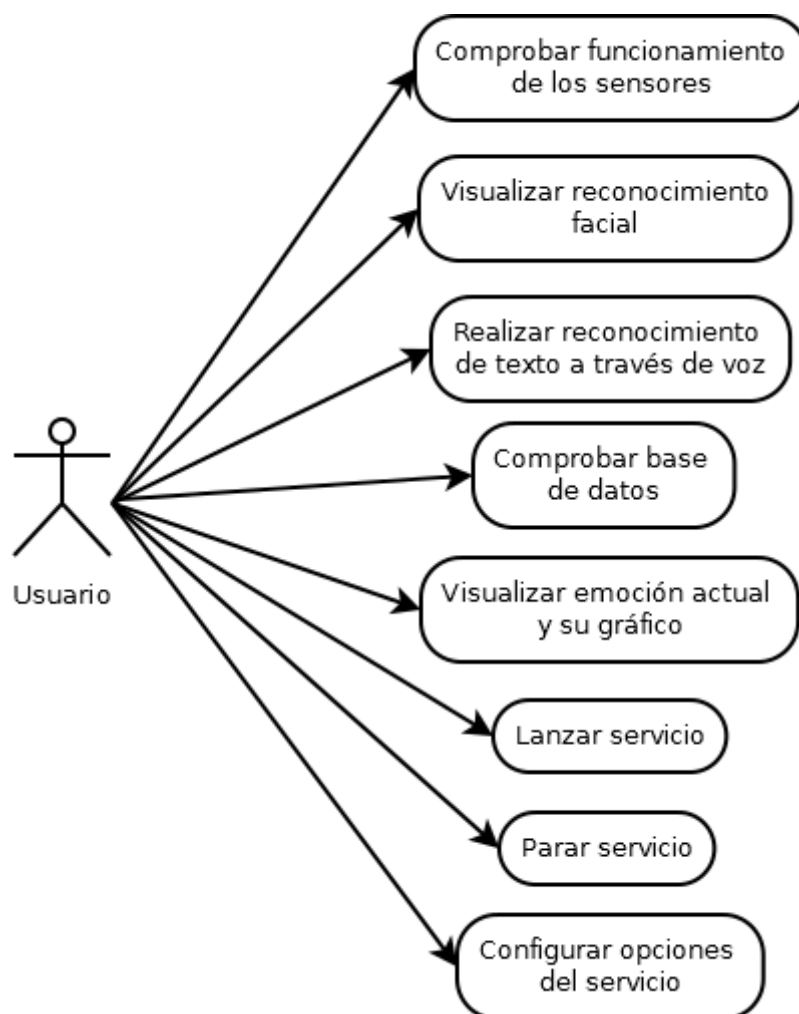 Comprobar funcionamiento
de los sensores
Visualizar reconocimiento
facial
Realizar reconocimiento
de texto a través de voz
Comprobar base
de datos
Usuario
Visualizar emoción actual
y su gráfico
Lanzar servicio
Parar servicio
Configurar opciones
del servicio